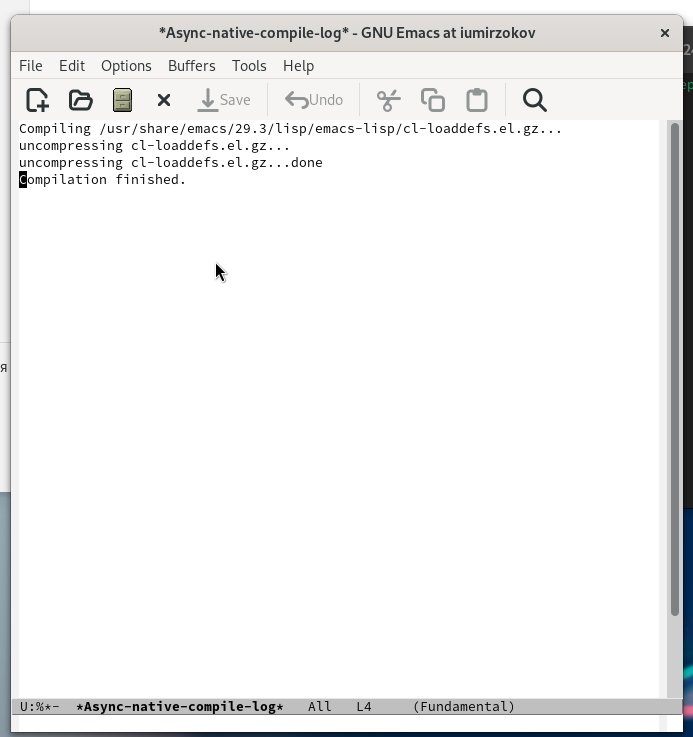 *Async-native-compile-log* - GNU Emacs at iumirzokov
File Edit Options Buffers Tools Help
Save Undo
Compiling /usr/share/emacs/29.3/lisp/emacs-lisp/cl-loaddefs.el.gz...
uncompressing cl-loaddefs.el.gz...
uncompressing cl-loaddefs.el.gz...done
Compilation finished.
я
U:%*- *Async-native-compile-log* All L4 (Fundamental)